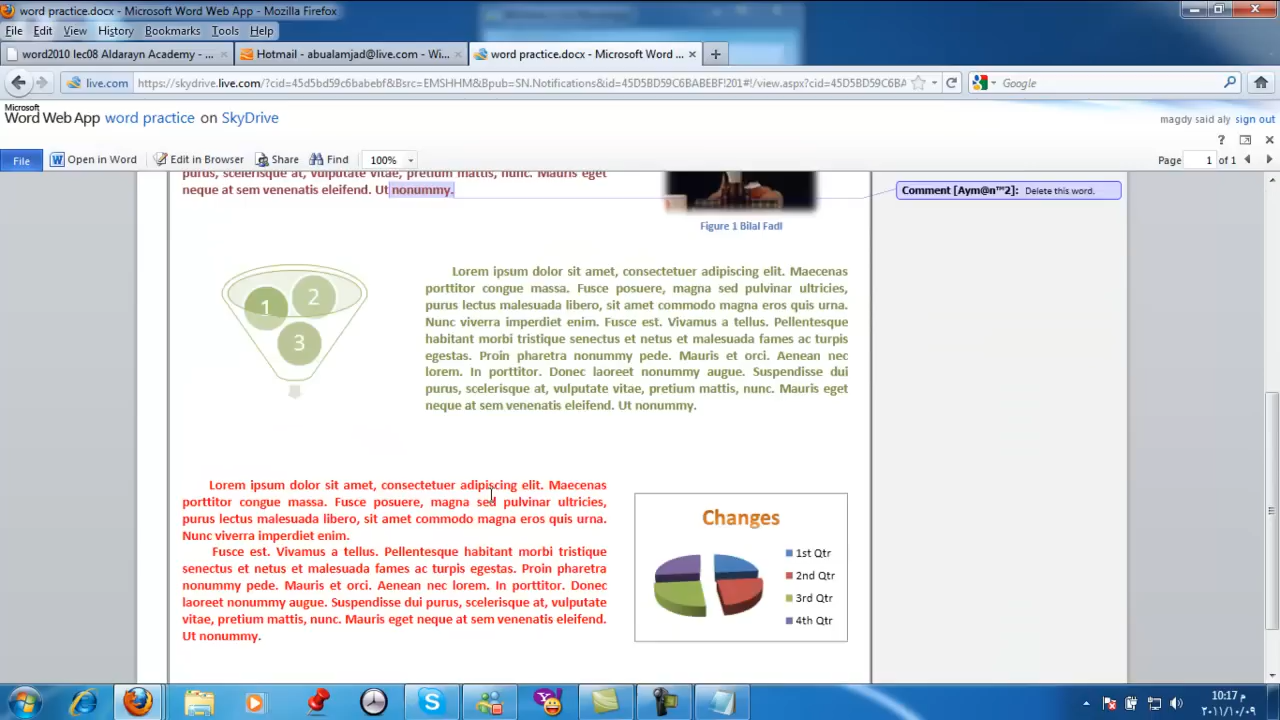 word practice.docx - Microsoft Word Web App - Mozilla Firefox
File Edit View History Bookmarks Tools Help
word2010 lec08 Aldarayn Academy - ...
Hotmail - abualamjad@live.com - Wi...
word practice.docx - Microsoft Word ...
live.com
https://skydrive.live.com/?cid=45d5bd59c6babebf&Bsrc=EMSHHM&Bpub=SN.Notifications&id=45D5BD59C6BABEBF!201#!/view.aspx?cid=45D5BD59C6BA
Google
Microsoft
Word Web App word practice on SkyDrive
magdy said aly sign out
File Open in Word Edit in Browser Share Find 100% Page 1 of 1
purus, scelerisque at, vulputate vitae, pretium mattis, nunc. Mauris eget
neque at sem venenatis eleifend. Ut nonummy.
Comment [Aym@n™2]: Delete this word.
Figure 1 Bilal Fadl
1
2
3
Lorem ipsum dolor sit amet, consectetuer adipiscing elit. Maecenas
porttitor congue massa. Fusce posuere, magna sed pulvinar ultricies,
purus lectus malesuada libero, sit amet commodo magna eros quis urna.
Nunc viverra imperdiet enim. Fusce est. Vivamus a tellus. Pellentesque
habitant morbi tristique senectus et netus et malesuada fames ac turpis
egestas. Proin pharetra nonummy pede. Mauris et orci. Aenean nec
lorem. In porttitor. Donec laoreet nonummy augue. Suspendisse dui
purus, scelerisque at, vulputate vitae, pretium mattis, nunc. Mauris eget
neque at sem venenatis eleifend. Ut nonummy.
Lorem ipsum dolor sit amet, consectetuer adipiscing elit. Maecenas
porttitor congue massa. Fusce posuere, magna sed pulvinar ultricies,
purus lectus malesuada libero, sit amet commodo magna eros quis urna.
Nunc viverra imperdiet enim.
Fusce est. Vivamus a tellus. Pellentesque habitant morbi tristique
senectus et netus et malesuada fames ac turpis egestas. Proin pharetra
nonummy pede. Mauris et orci. Aenean nec lorem. In porttitor. Donec
laoreet nonummy augue. Suspendisse dui purus, scelerisque at, vulputate
vitae, pretium mattis, nunc. Mauris eget neque at sem venenatis eleifend.
Ut nonummy.
Changes
1st Qtr
2nd Qtr
3rd Qtr
4th Qtr
10:17 م
٢٠١١/١٠/٠٩